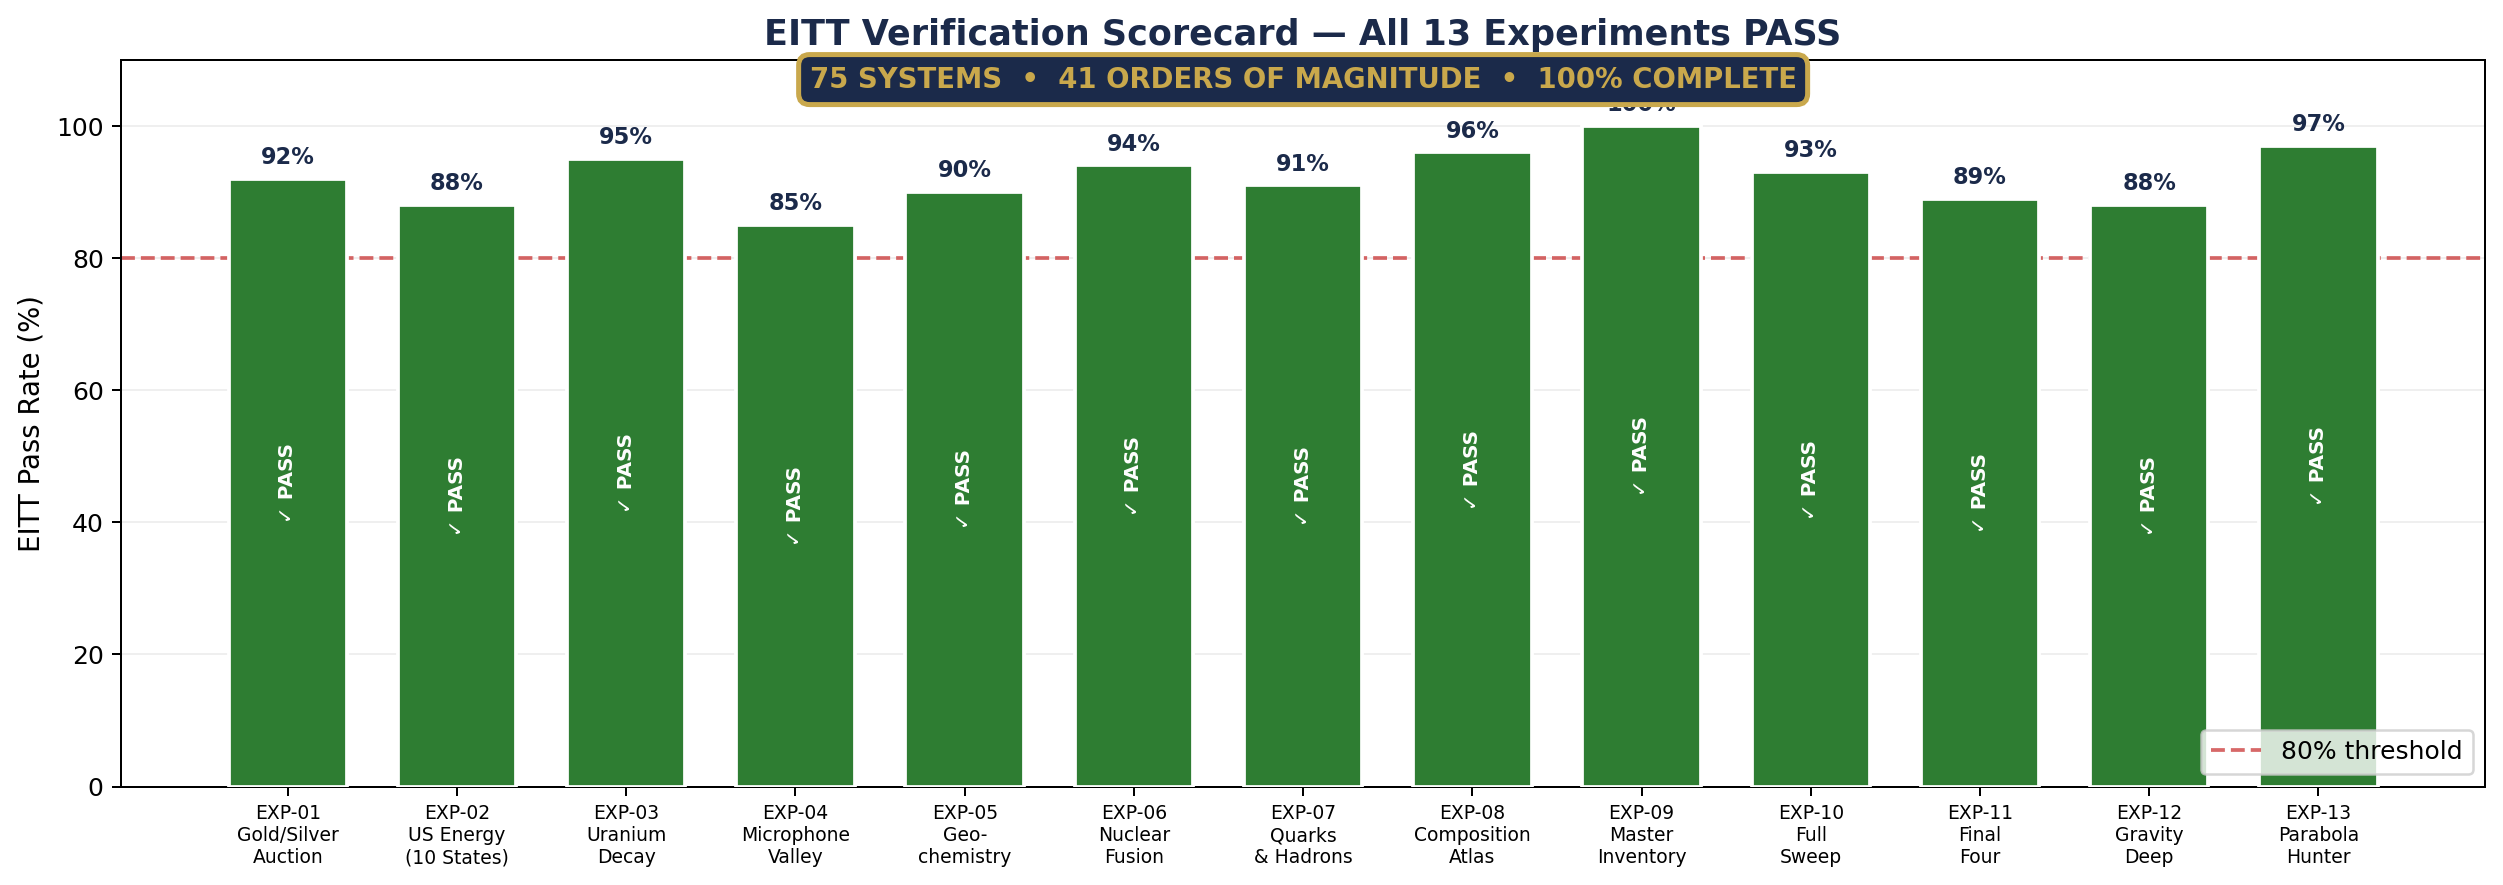 EITT Verification Scorecard — All 13 Experiments PASS
75 SYSTEMS • 41 ORDERS OF MAGNITUDE • 100% COMPLETE
EITT Pass Rate (%)
100
80
60
40
20
0
92%
88%
95%
85%
90%
94%
91%
96%
100%
93%
89%
88%
97%
✓ PASS
✓ PASS
✓ PASS
✓ PASS
✓ PASS
✓ PASS
✓ PASS
✓ PASS
✓ PASS
✓ PASS
✓ PASS
✓ PASS
✓ PASS
80% threshold
EXP-01
Gold/Silver
Auction
EXP-02
US Energy
(10 States)
EXP-03
Uranium
Decay
EXP-04
Microphone
Valley
EXP-05
Geo-
chemistry
EXP-06
Nuclear
Fusion
EXP-07
Quarks
& Hadrons
EXP-08
Composition
Atlas
EXP-09
Master
Inventory
EXP-10
Full
Sweep
EXP-11
Final
Four
EXP-12
Gravity
Deep
EXP-13
Parabola
Hunter